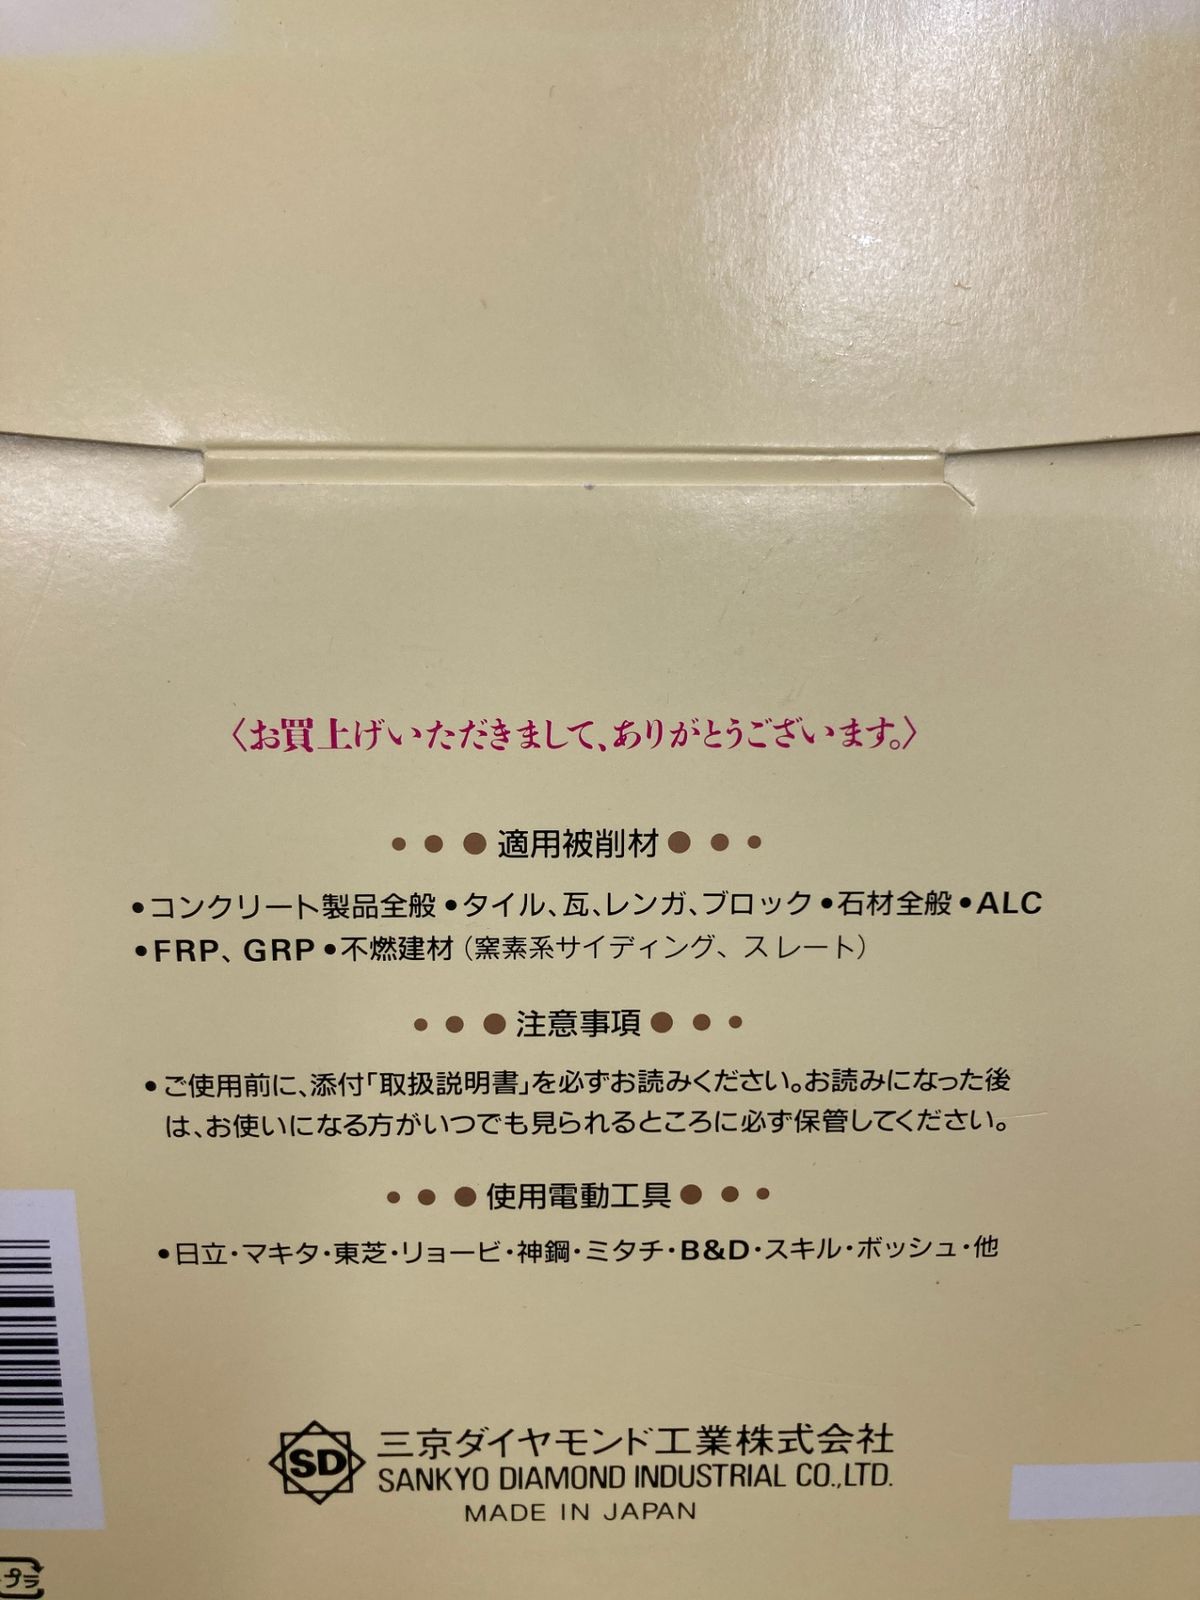 〈お買上げいただきまして、ありがとうございます。〉
●●●適用被削材●●●
●コンクリート製品全般●タイル、瓦、レンガ、ブロック●石材全般●ALC
●FRP、GRP●不燃建材(窯素系サイディング、スレート)
●●●注意事項●●●
●ご使用前に、添付「取扱説明書」を必ずお読みください。お読みになった後
は、お使いになる方がいつでも見られるところに必ず保管してください。
●●●使用電動工具●●●
●日立・マキタ・東芝・リョービ・神鋼・ミタチ・B&D・スキル・ボッシュ・他
SD 三京ダイヤモンド工業株式会社
SANKYO DIAMOND INDUSTRIAL CO.,LTD.
MADE IN JAPAN
プラ